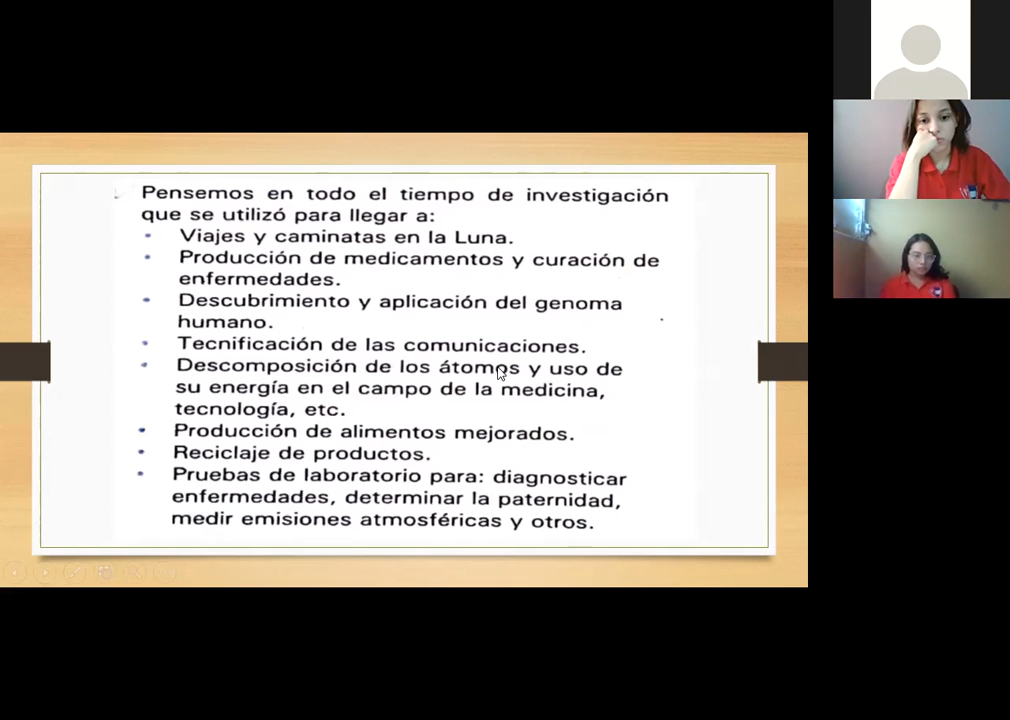 Pensemos en todo el tiempo de investigación
que se utilizó para llegar a:
• Viajes y caminatas en la Luna.
• Producción de medicamentos y curación de
enfermedades.
• Descubrimiento y aplicación del genoma
humano.
• Tecnificación de las comunicaciones.
• Descomposición de los átomos y uso de
su energía en el campo de la medicina,
tecnología, etc.
• Producción de alimentos mejorados.
• Reciclaje de productos.
• Pruebas de laboratorio para: diagnosticar
enfermedades, determinar la paternidad,
medir emisiones atmosféricas y otros.